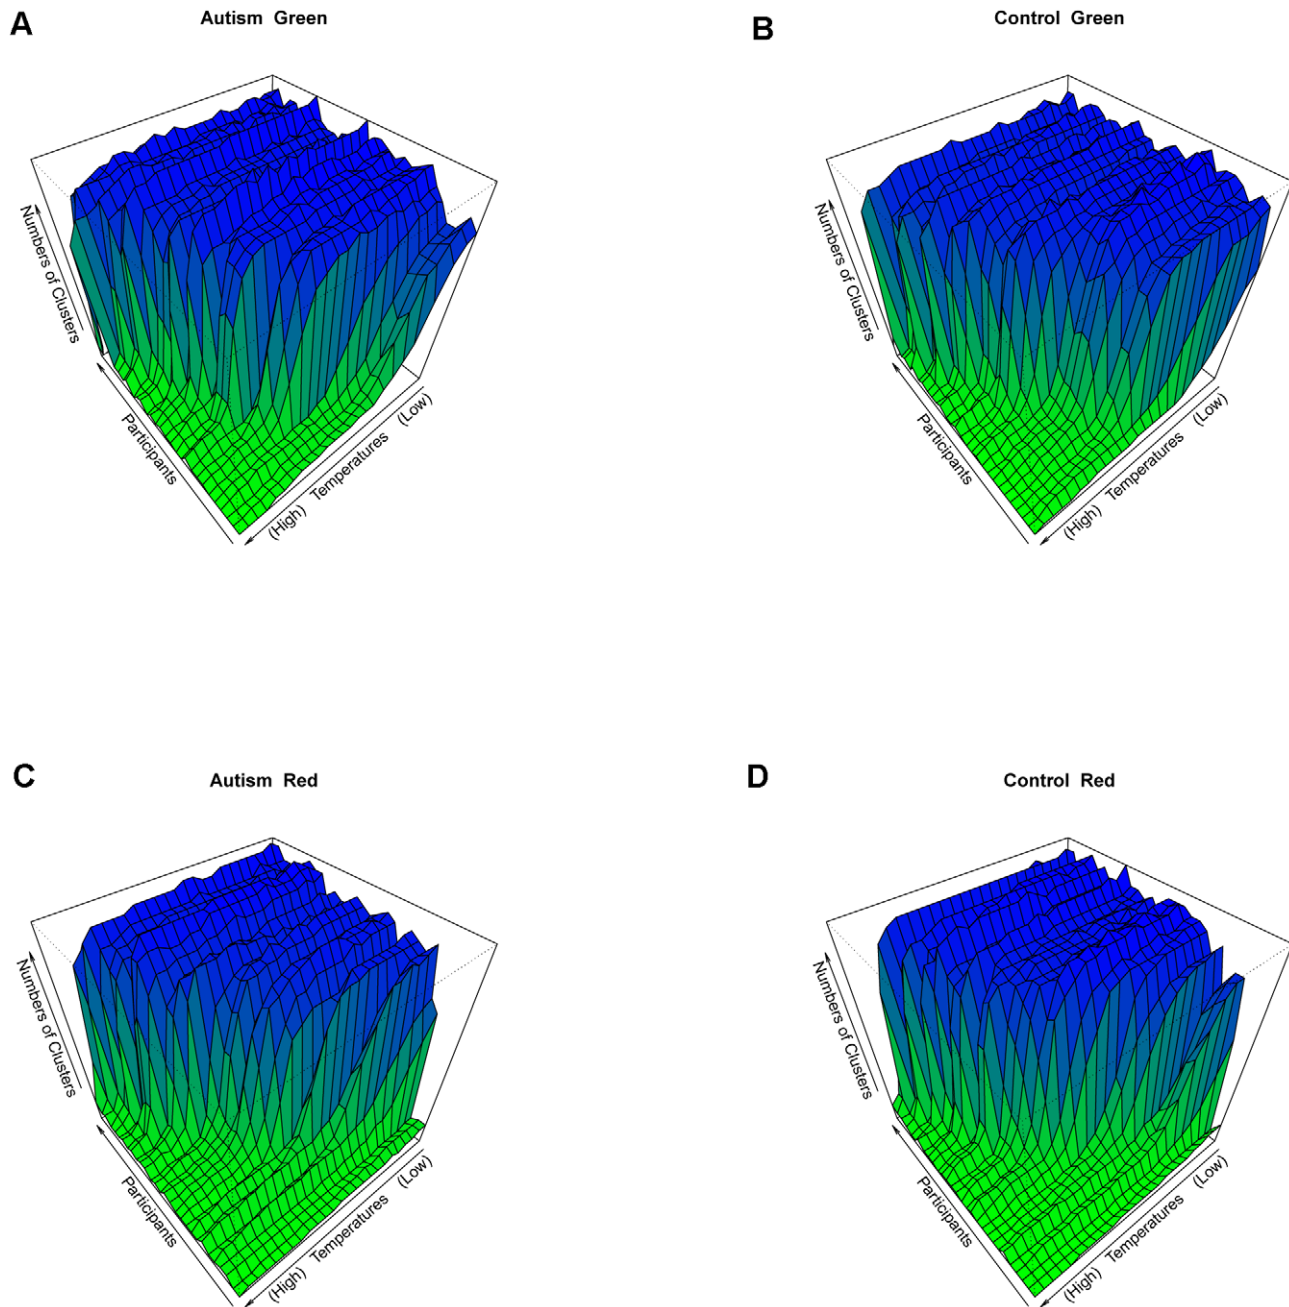 A
Autism Green
Numbers of Clusters
Participants
(High) Temperatures (Low)
B
Control Green
Numbers of Clusters
Participants
(High) Temperatures (Low)
C
Autism Red
Numbers of Clusters
Participants
(High) Temperatures (Low)
D
Control Red
Numbers of Clusters
Participants
(High) Temperatures (Low)